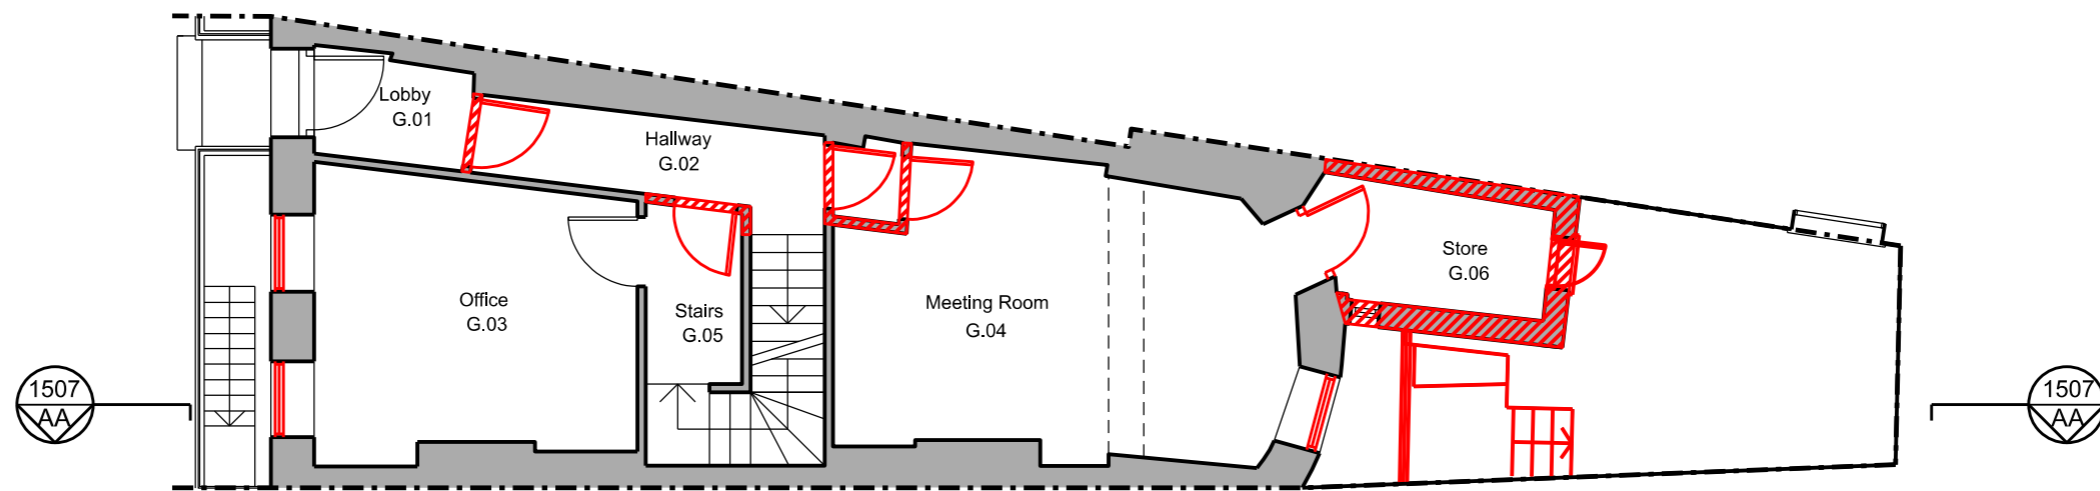 Lobby
G.01
Hallway
G.02
Office
G.03
Stairs
G.05
Meeting Room
G.04
Store
G.06
1507
AA
1507
AA